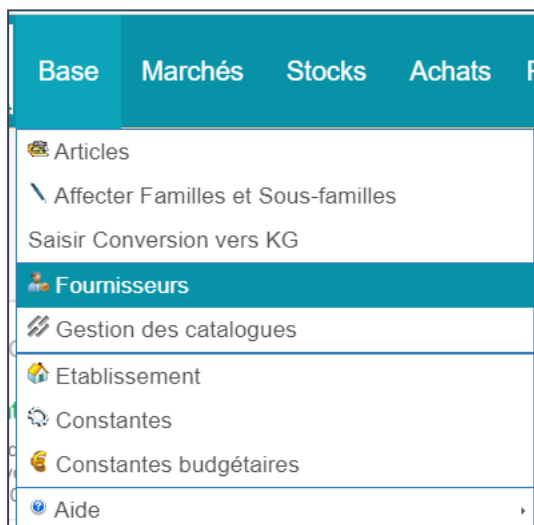 Base Marchés Stocks Achats
Articles
Affecter Familles et Sous-familles
Saisir Conversion vers KG
Fournisseurs
Gestion des catalogues
Etablissement
Constantes
Constantes budgétaires
Aide